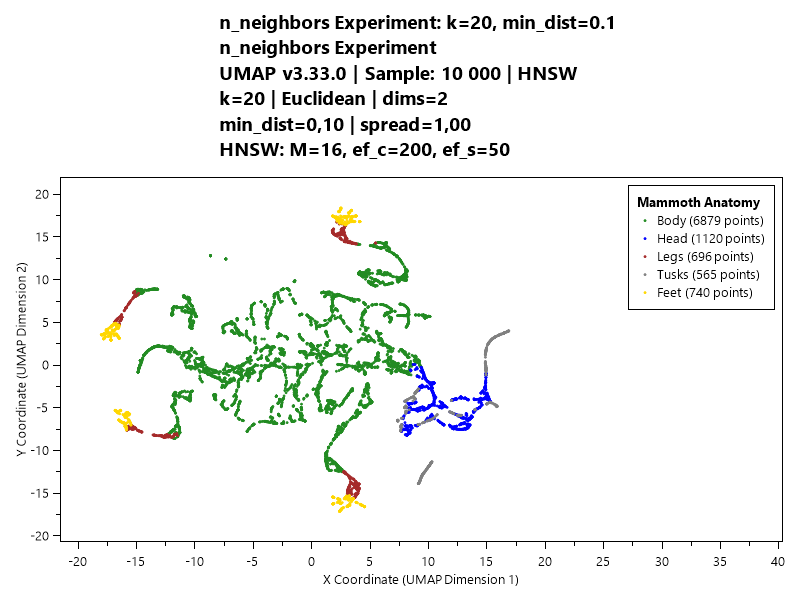 n_neighbors Experiment: k=20, min_dist=0.1
n_neighbors Experiment
UMAP v3.33.0 | Sample: 10 000 | HNSW
k=20 | Euclidean | dims=2
min_dist=0,10 | spread=1,00
HNSW: M=16, ef_c=200, ef_s=50
Mammoth Anatomy
Body (6879 points)
Head (1120 points)
Legs (696 points)
Tusks (565 points)
Feet (740 points)
Y Coordinate (UMAP Dimension 2)
20
15
10
5
0
-5
-10
-15
-20
-20 -15 -10 -5 0 5 10 15 20 25 30 35 40
X Coordinate (UMAP Dimension 1)